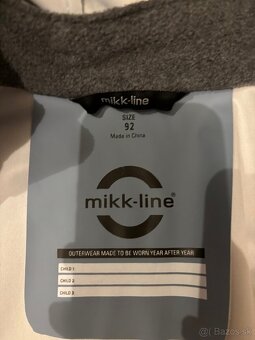 mikk-line
SIZE
92
Made in China
mikk-line®
OUTERWEAR MADE TO BE WORN YEAR AFTER YEAR
CHILD 1
CHILD 2
CHILD 3
Bazos.sk